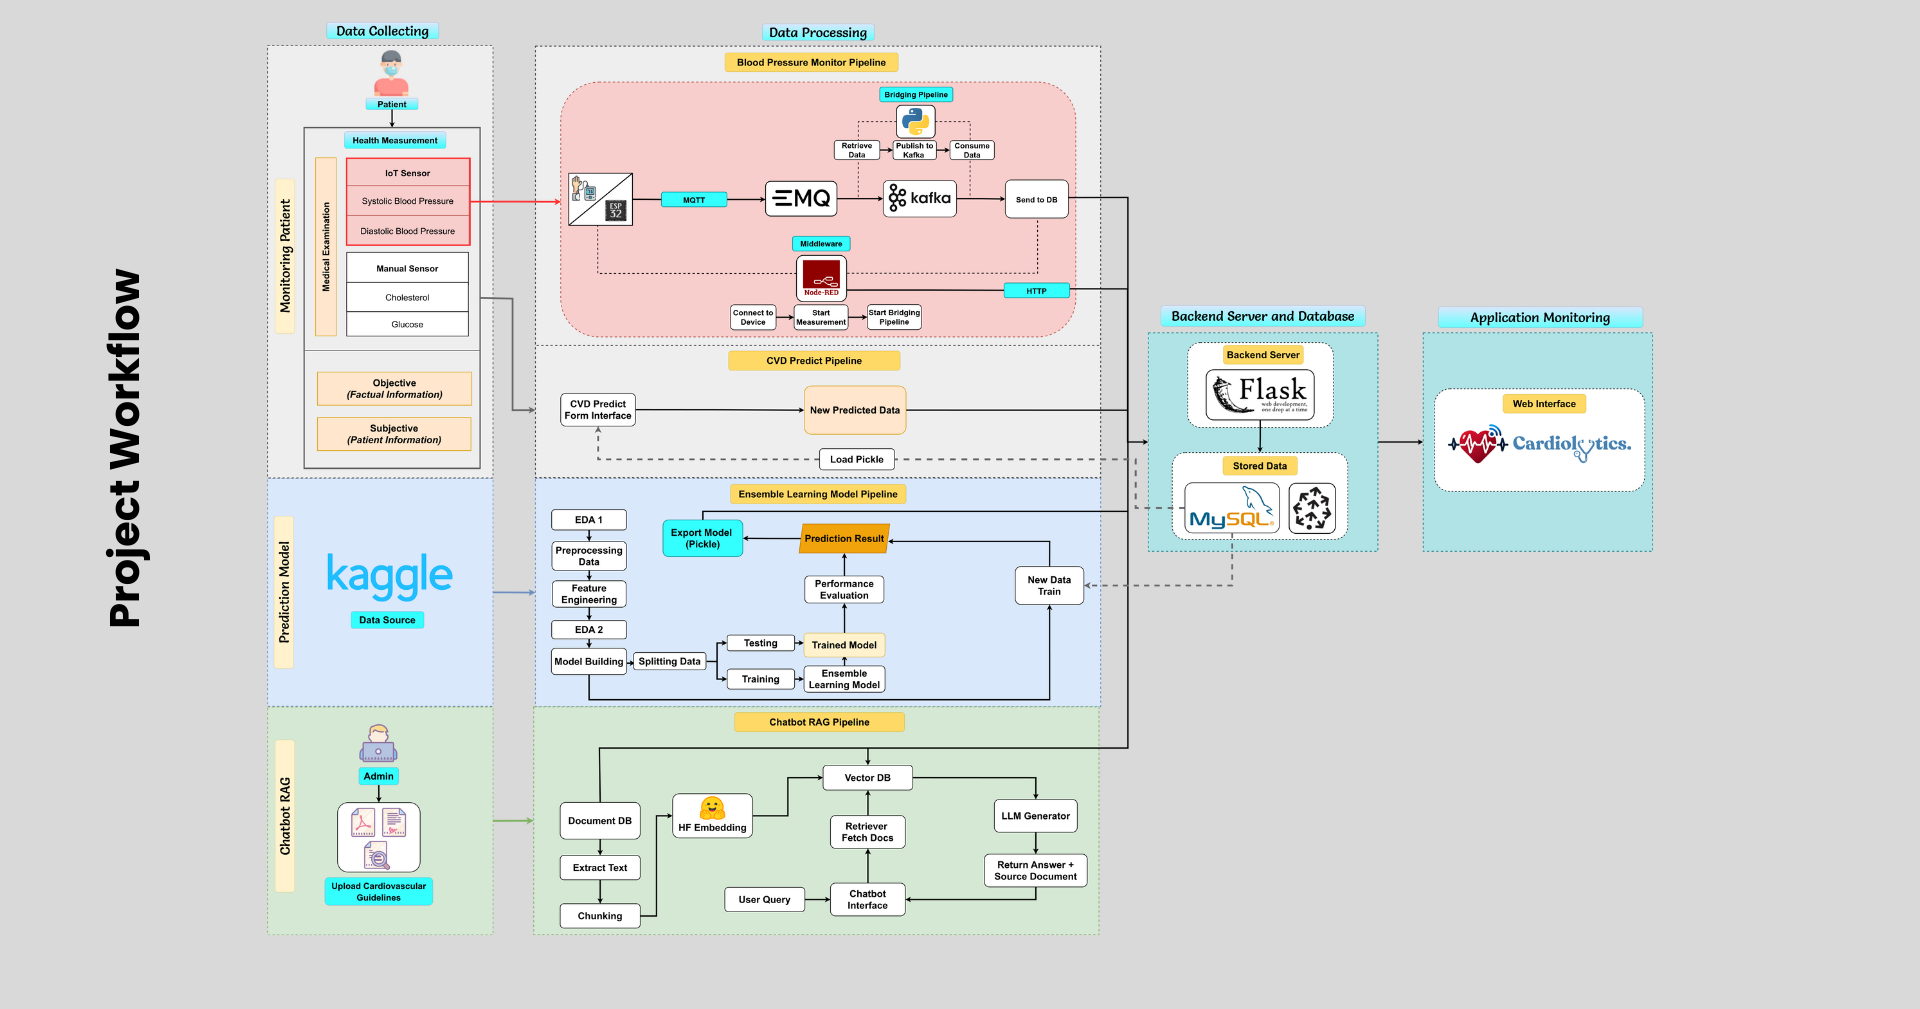 Project Workflow
Data Collecting
Patient
Monitoring Patient
Health Measurement
Medical Examination
IoT Sensor
Systolic Blood Pressure
Diastolic Blood Pressure
Manual Sensor
Cholesterol
Glucose
Objective
(Factual Information)
Subjective
(Patient Information)
Prediction Model
kaggle
Data Source
Chatbot RAG
Admin
Upload Cardiovascular
Guidelines
Data Processing
Blood Pressure Monitor Pipeline
Bridging Pipeline
Retrieve
Data
Publish to
Kafka
Consume
Data
ESP
32
MQTT
EMQ
kafka
Send to DB
Middleware
Node-RED
HTTP
Connect to
Device
Start
Measurement
Start Bridging
Pipeline
CVD Predict Pipeline
CVD Predict
Form Interface
New Predicted Data
Load Pickle
Ensemble Learning Model Pipeline
EDA 1
Preprocessing
Data
Feature
Engineering
EDA 2
Model Building
Splitting Data
Testing
Training
Export Model
(Pickle)
Prediction Result
Performance
Evaluation
Trained Model
Ensemble
Learning Model
New Data
Train
Chatbot RAG Pipeline
Document DB
Extract Text
Chunking
HF Embedding
Vector DB
Retriever
Fetch Docs
User Query
Chatbot
Interface
LLM Generator
Return Answer +
Source Document
Backend Server and Database
Backend Server
Flask
web development,
one drop at a time
Stored Data
MySQL
Application Monitoring
Web Interface
Cardiolytics.